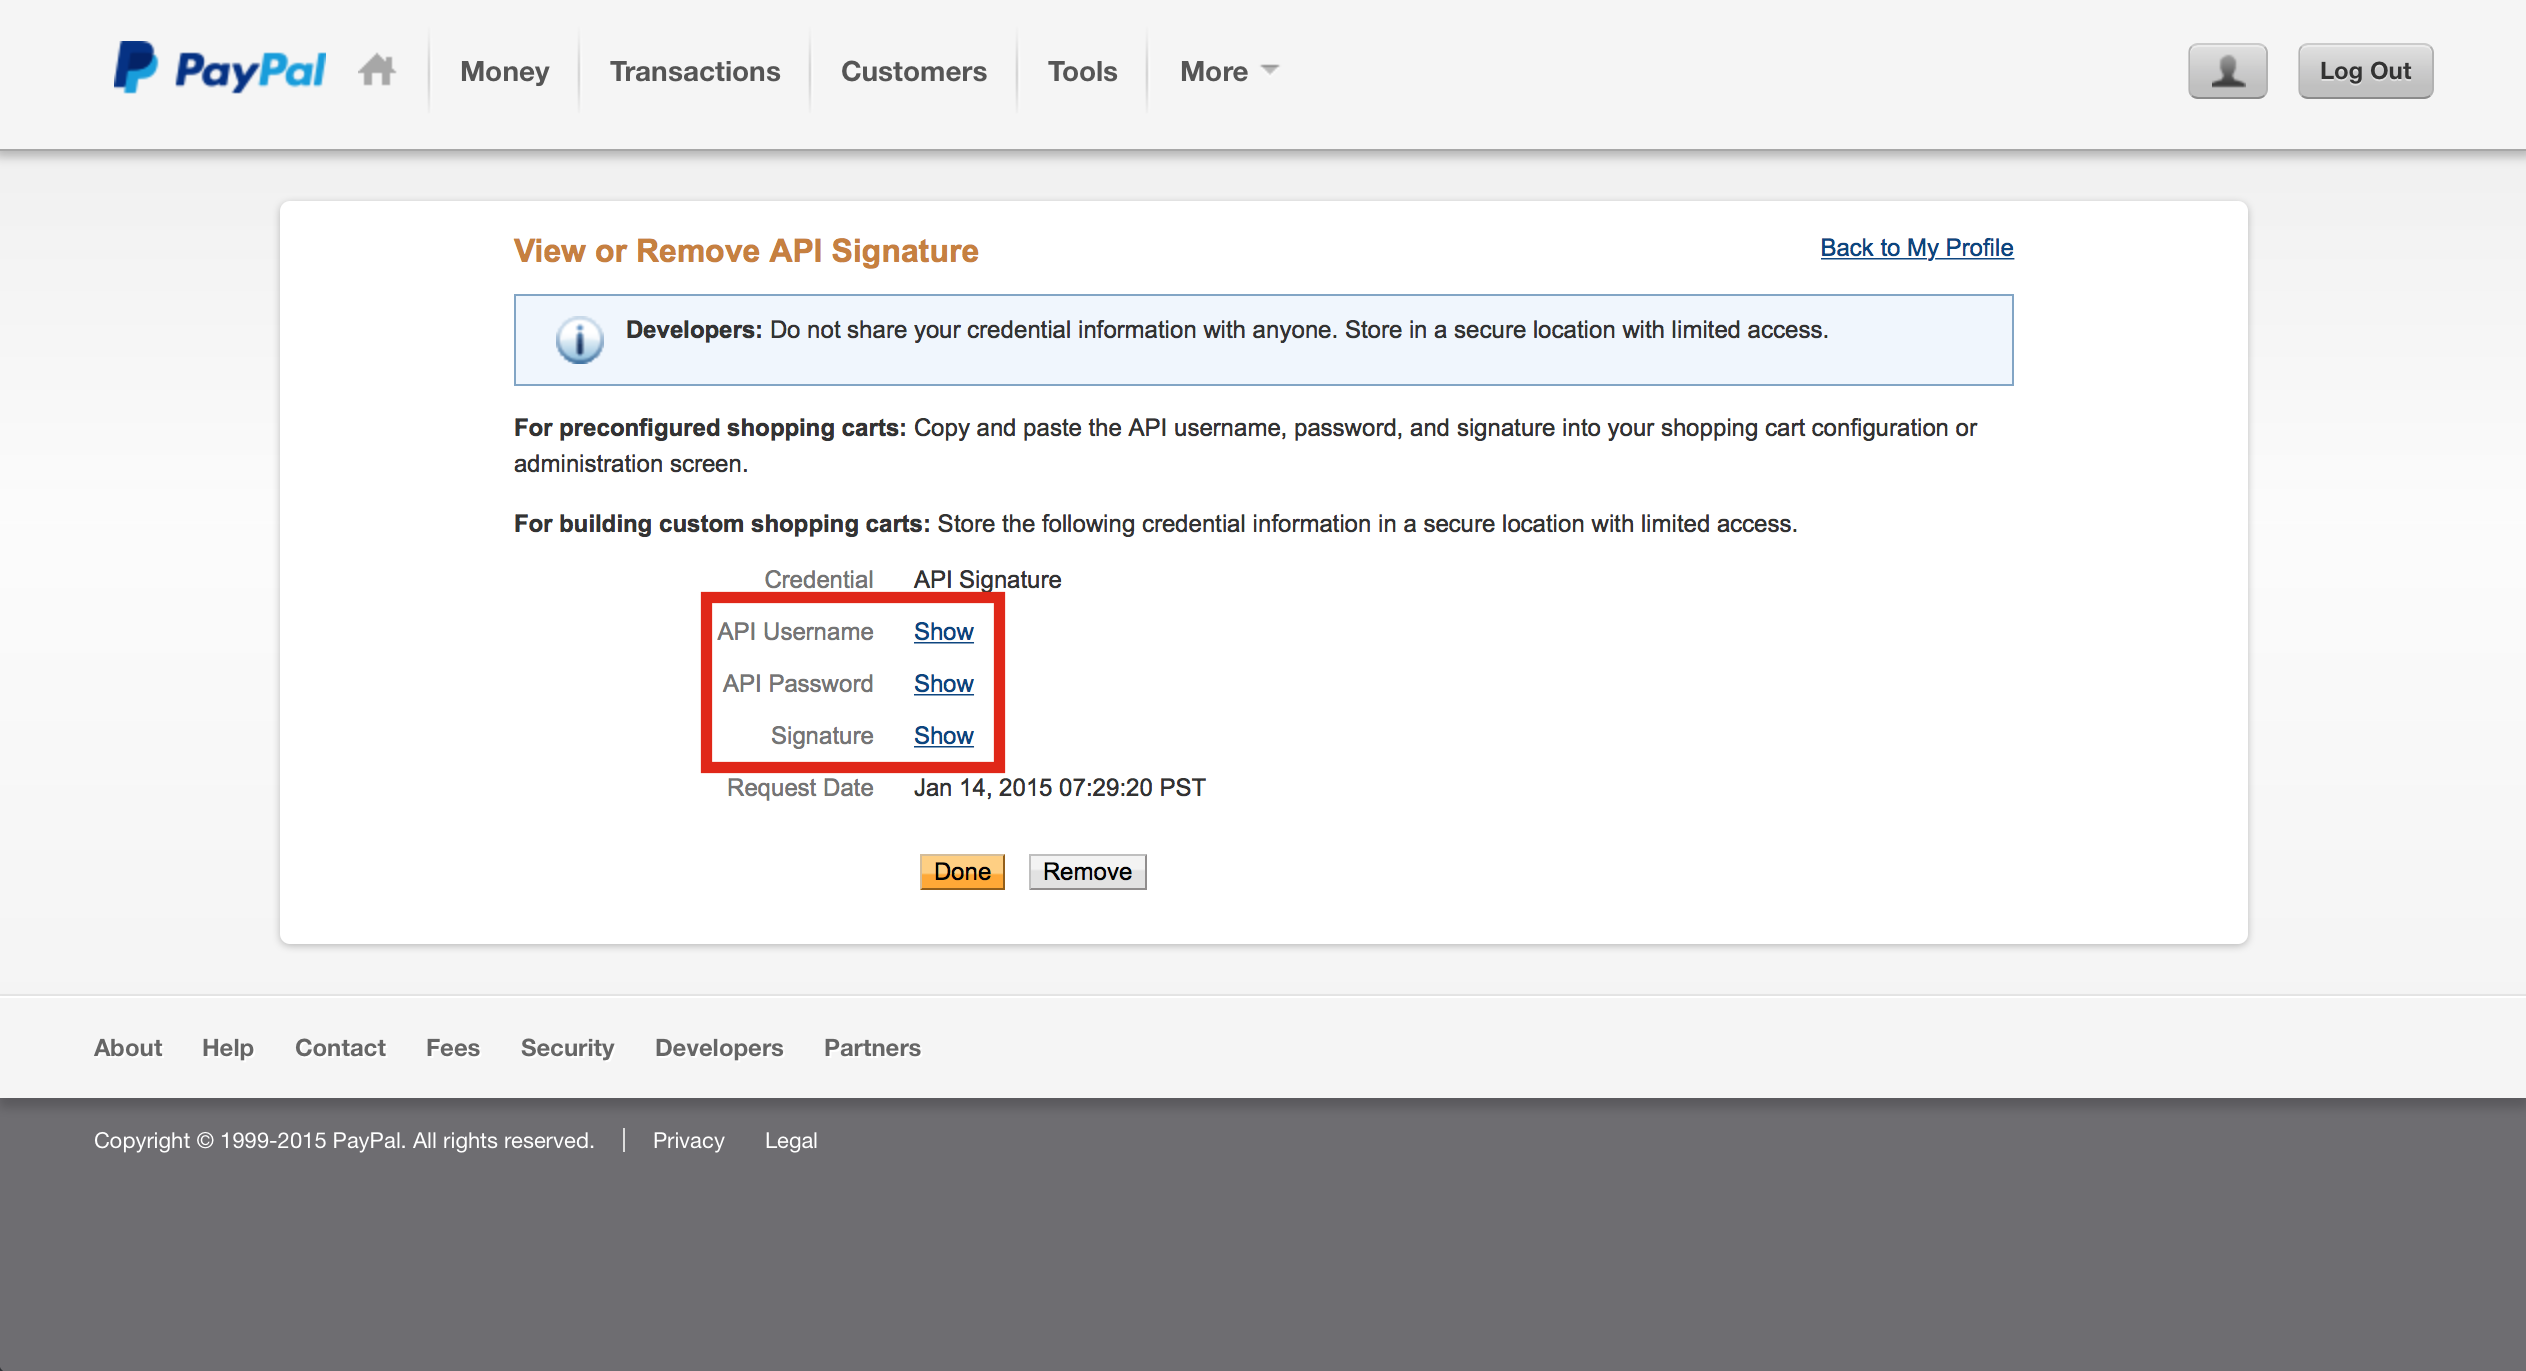 PayPal Money Transactions Customers Tools More Log Out
View or Remove API Signature Back to My Profile
Developers: Do not share your credential information with anyone. Store in a secure location with limited access.
For preconfigured shopping carts: Copy and paste the API username, password, and signature into your shopping cart configuration or
administration screen.
For building custom shopping carts: Store the following credential information in a secure location with limited access.
Credential API Signature
API Username Show
API Password Show
Signature Show
Request Date Jan 14, 2015 07:29:20 PST
Done Remove
About Help Contact Fees Security Developers Partners
Copyright © 1999-2015 PayPal. All rights reserved. | Privacy Legal